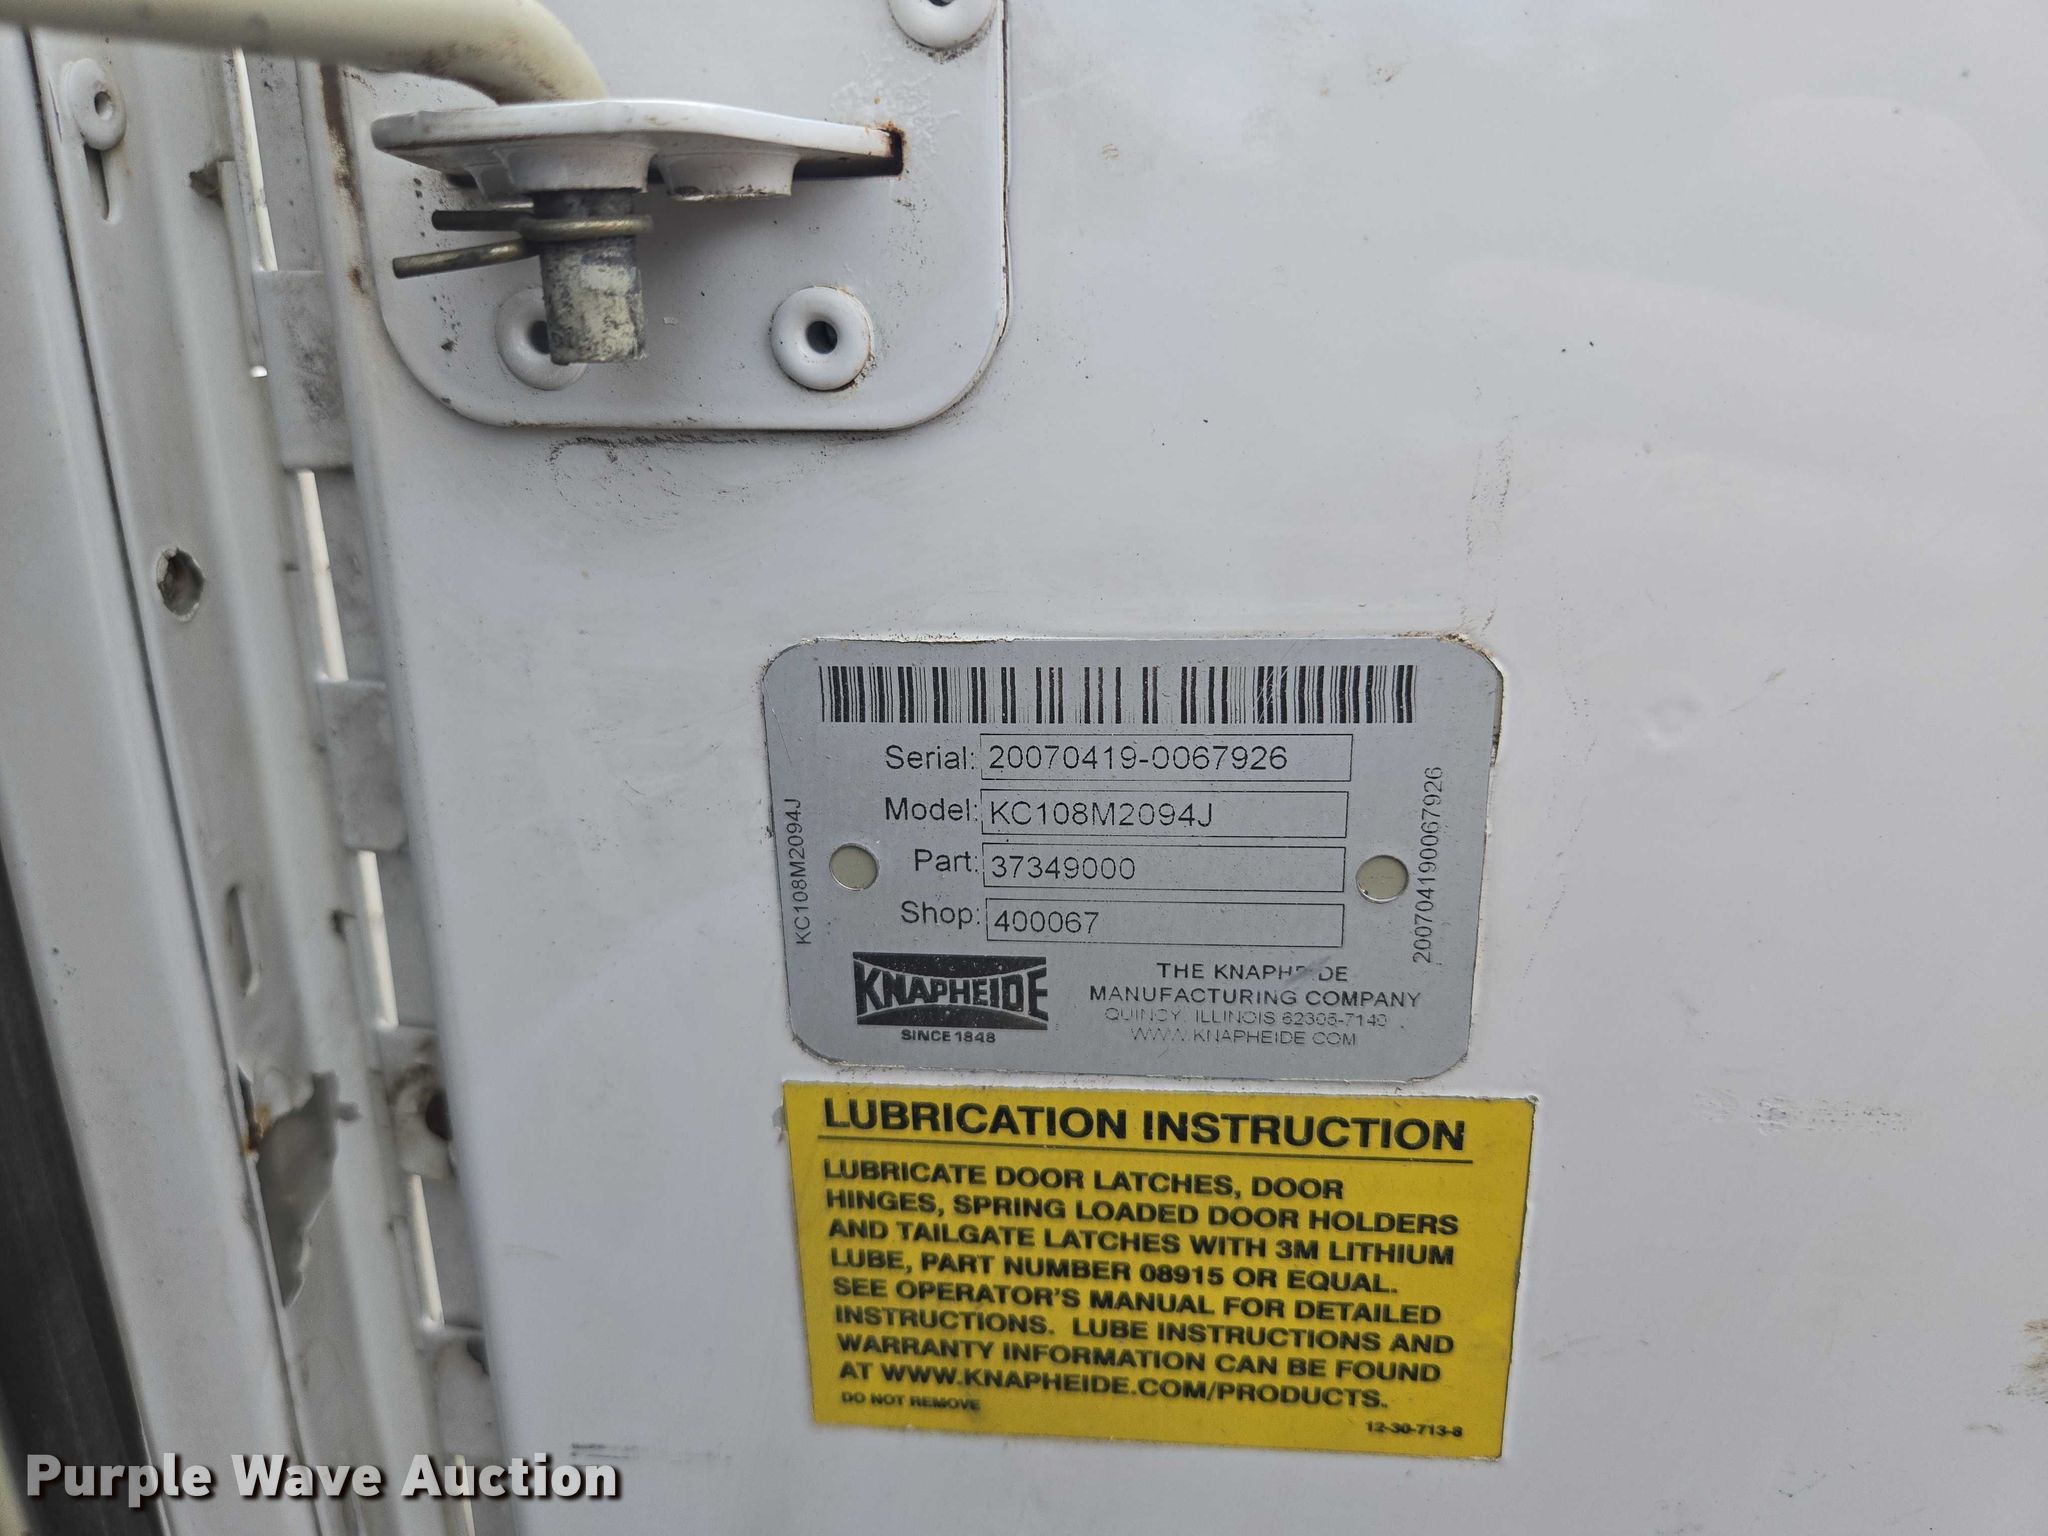 Serial: 20070419-0067926
Model: KC108M2094J
Part: 37349000
Shop: 400067
KC108M2094J
200704190067926
KNAPHEIDE
SINCE 1848
THE KNAPHEIDE
MANUFACTURING COMPANY
QUINCY, ILLINOIS 62305-7140
WWW.KNAPHEIDE.COM
LUBRICATION INSTRUCTION
LUBRICATE DOOR LATCHES, DOOR
HINGES, SPRING LOADED DOOR HOLDERS
AND TAILGATE LATCHES WITH 3M LITHIUM
LUBE, PART NUMBER 08915 OR EQUAL.
SEE OPERATOR'S MANUAL FOR DETAILED
INSTRUCTIONS. LUBE INSTRUCTIONS AND
WARRANTY INFORMATION CAN BE FOUND
AT WWW.KNAPHEIDE.COM/PRODUCTS.
DO NOT REMOVE
12-30-713-8
Purple Wave Auction